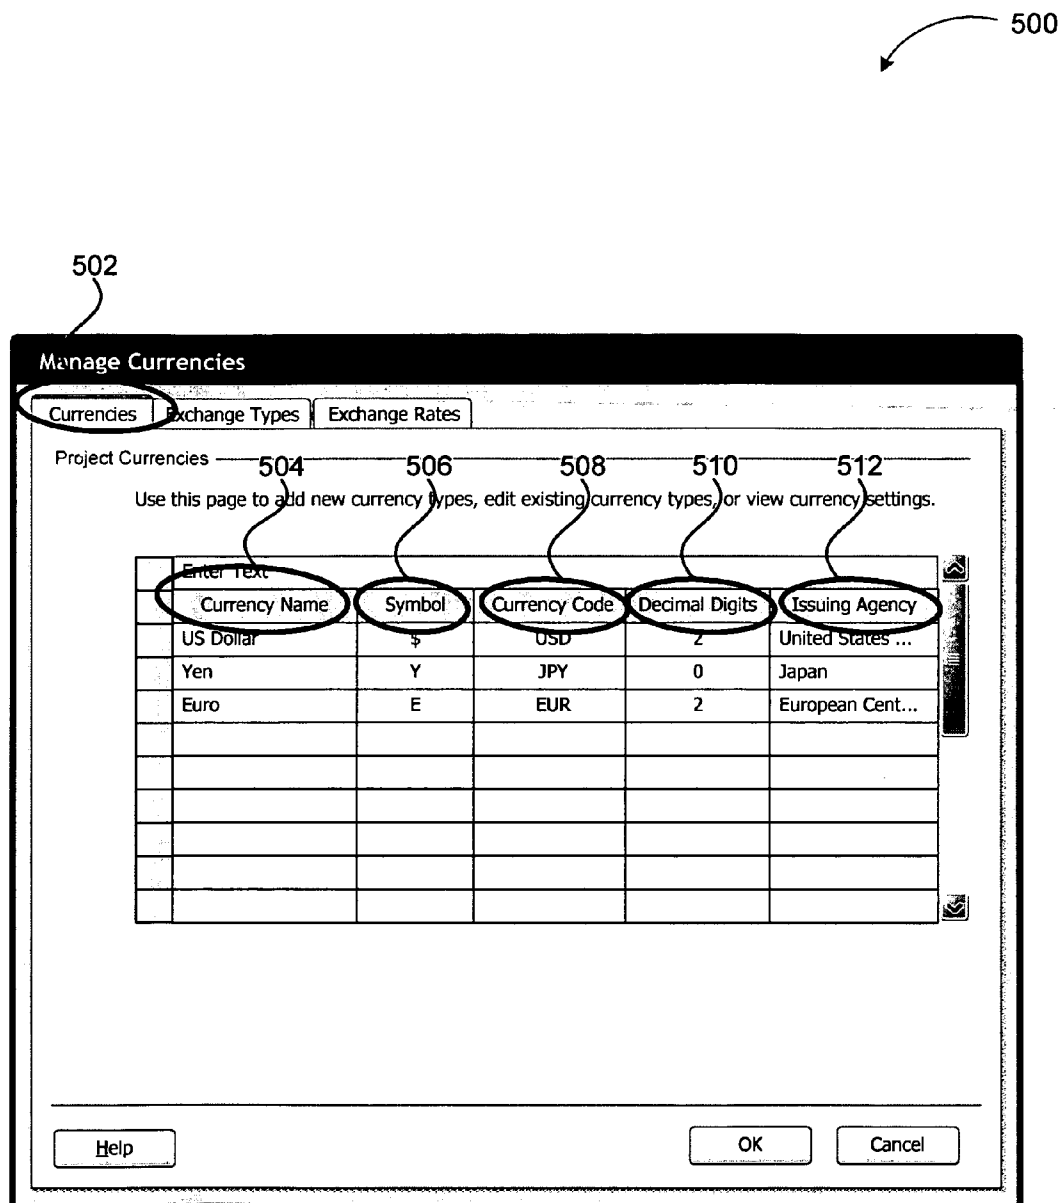 500
502
Manage Currencies
Currencies Exchange Types Exchange Rates
Project Currencies 504 506 508 510 512
Use this page to add new currency types, edit existing currency types, or view currency settings.
Enter Text
Currency Name Symbol Currency Code Decimal Digits Issuing Agency
US Dollar $ USD 2 United States ...
Yen Y JPY 0 Japan
Euro E EUR 2 European Cent...
Help OK Cancel